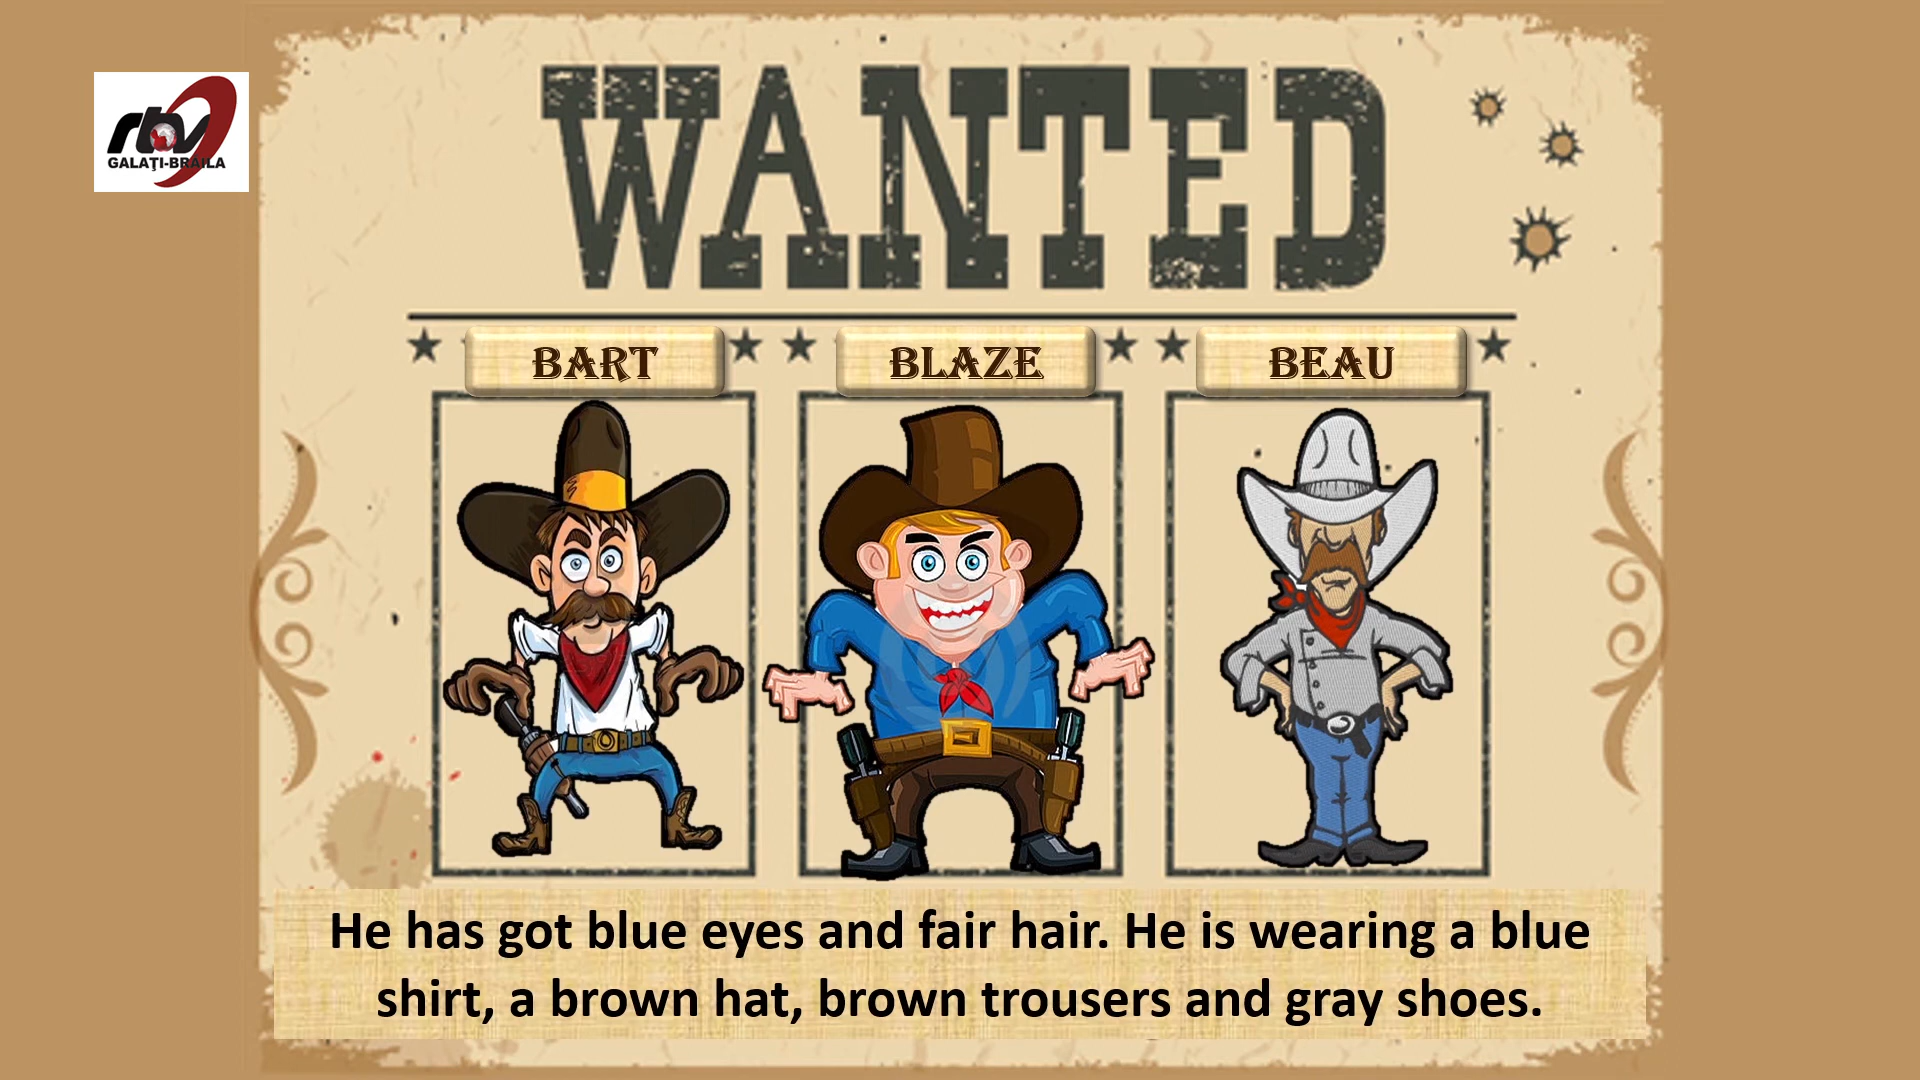 rtv
GALAŢI-BRĂILA
WANTED
BART
BLAZE
BEAU
He has got blue eyes and fair hair. He is wearing a blue
shirt, a brown hat, brown trousers and gray shoes.